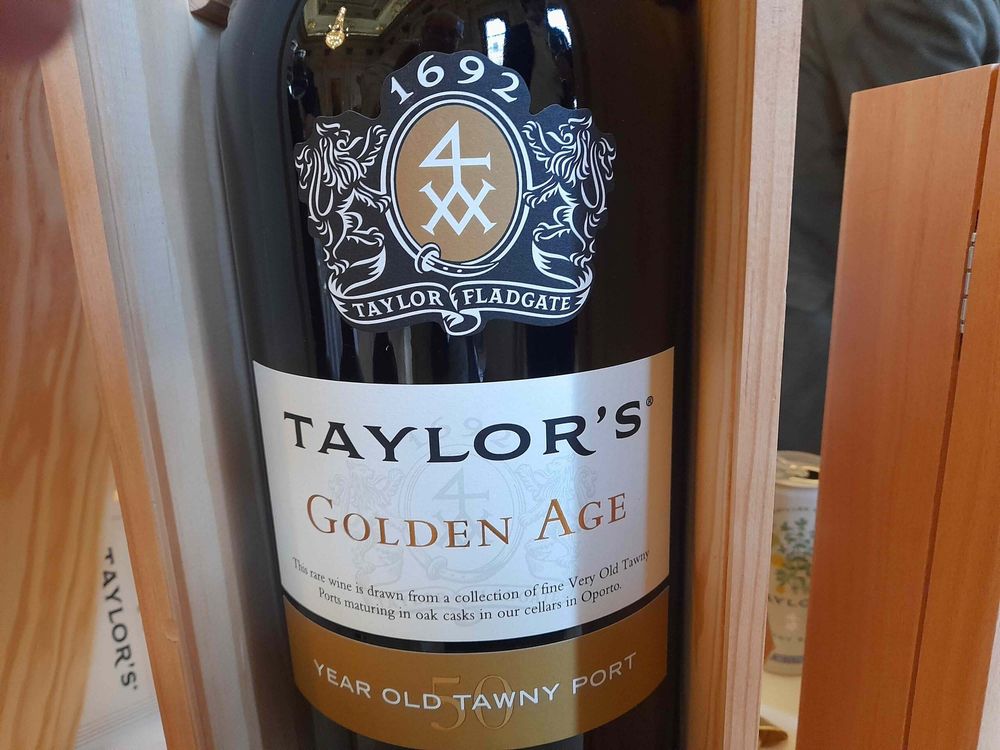 1692
4
XX
TAYLOR FLADGATE
TAYLOR'S®
GOLDEN AGE
This rare wine is drawn from a collection of fine Very Old Tawny
Ports maturing in oak casks in our cellars in Oporto.
50
YEAR OLD TAWNY PORT
TAYLOR'S®